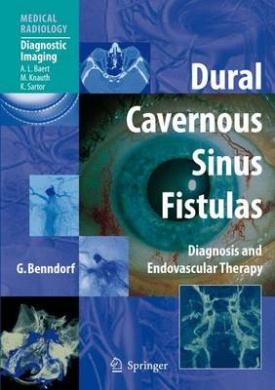 MEDICAL
RADIOLOGY
Diagnostic
Imaging
A. L. Baert
M. Knauth
K. Sartor
Dural
Cavernous
Sinus
Fistulas
Diagnosis and
Endovascular Therapy
G. Benndorf
Springer